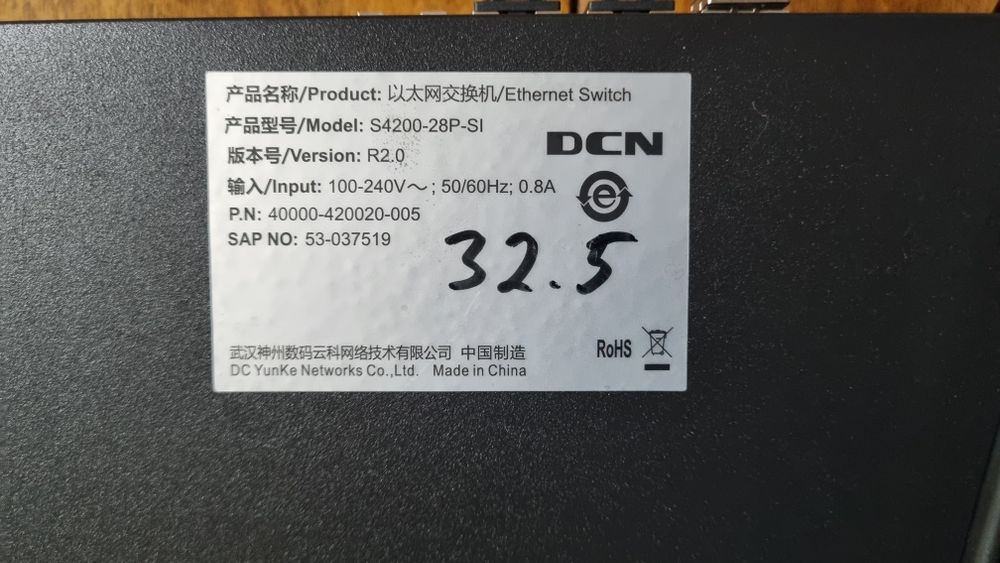 产品名称/Product: 以太网交换机/Ethernet Switch
产品型号/Model: S4200-28P-SI
DCN
版本号/Version: R2.0
输入/Input: 100-240V～; 50/60Hz; 0.8A
e
P.N: 40000-420020-005
SAP NO: 53-037519
32.5
武汉神州数码云科网络技术有限公司 中国制造
RoHS
DC YunKe Networks Co.,Ltd. Made in China